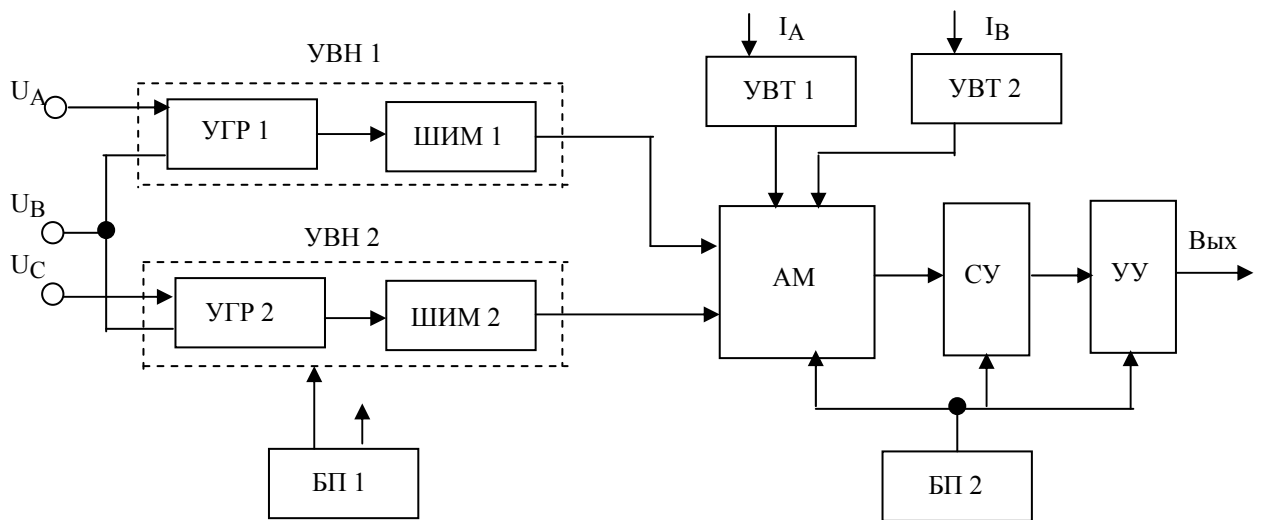 I_A
I_B
УВН 1
УВТ 1
УВТ 2
U_A
УГР 1
ШИМ 1
U_B
УВН 2
Вых
U_C
АМ
СУ
УУ
УГР 2
ШИМ 2
БП 1
БП 2